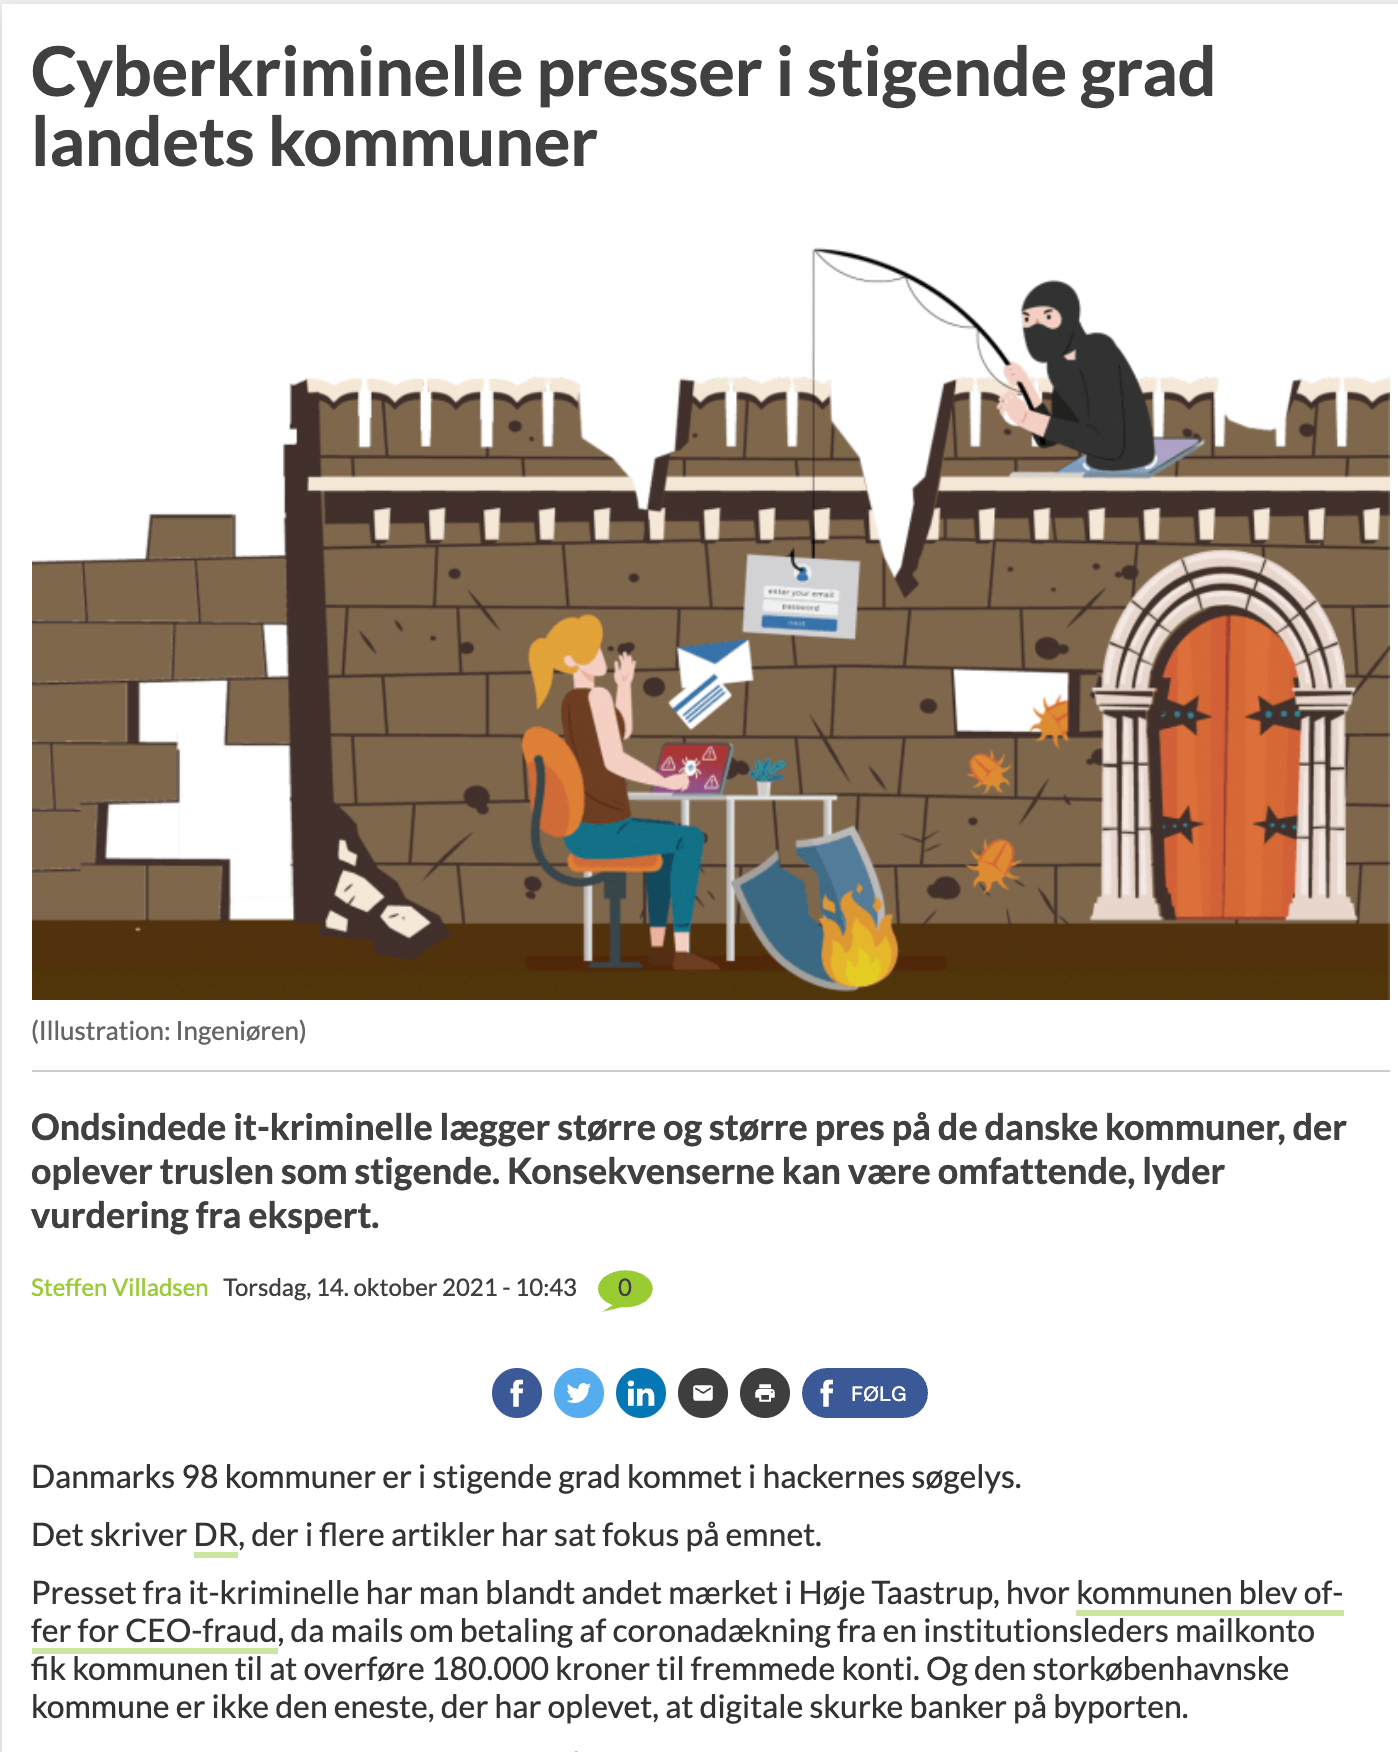 Cyberkriminelle presser i stigende grad
landets kommuner
enter your email
password
next
(Illustration: Ingeniøren)
Ondsindede it-kriminelle lægger større og større pres på de danske kommuner, der
oplever truslen som stigende. Konsekvenserne kan være omfattende, lyder
vurdering fra ekspert.
Steffen Villadsen Torsdag, 14. oktober 2021 - 10:43 0
f in f FØLG
Danmarks 98 kommuner er i stigende grad kommet i hackernes søgelys.
Det skriver DR, der i flere artikler har sat fokus på emnet.
Presset fra it-kriminelle har man blandt andet mærket i Høje Taastrup, hvor kommunen blev of-
fer for CEO-fraud, da mails om betaling af coronadækning fra en institutionsleders mailkonto
fik kommunen til at overføre 180.000 kroner til fremmede konti. Og den storkøbenhavnske
kommune er ikke den eneste, der har oplevet, at digitale skurke banker på byporten.